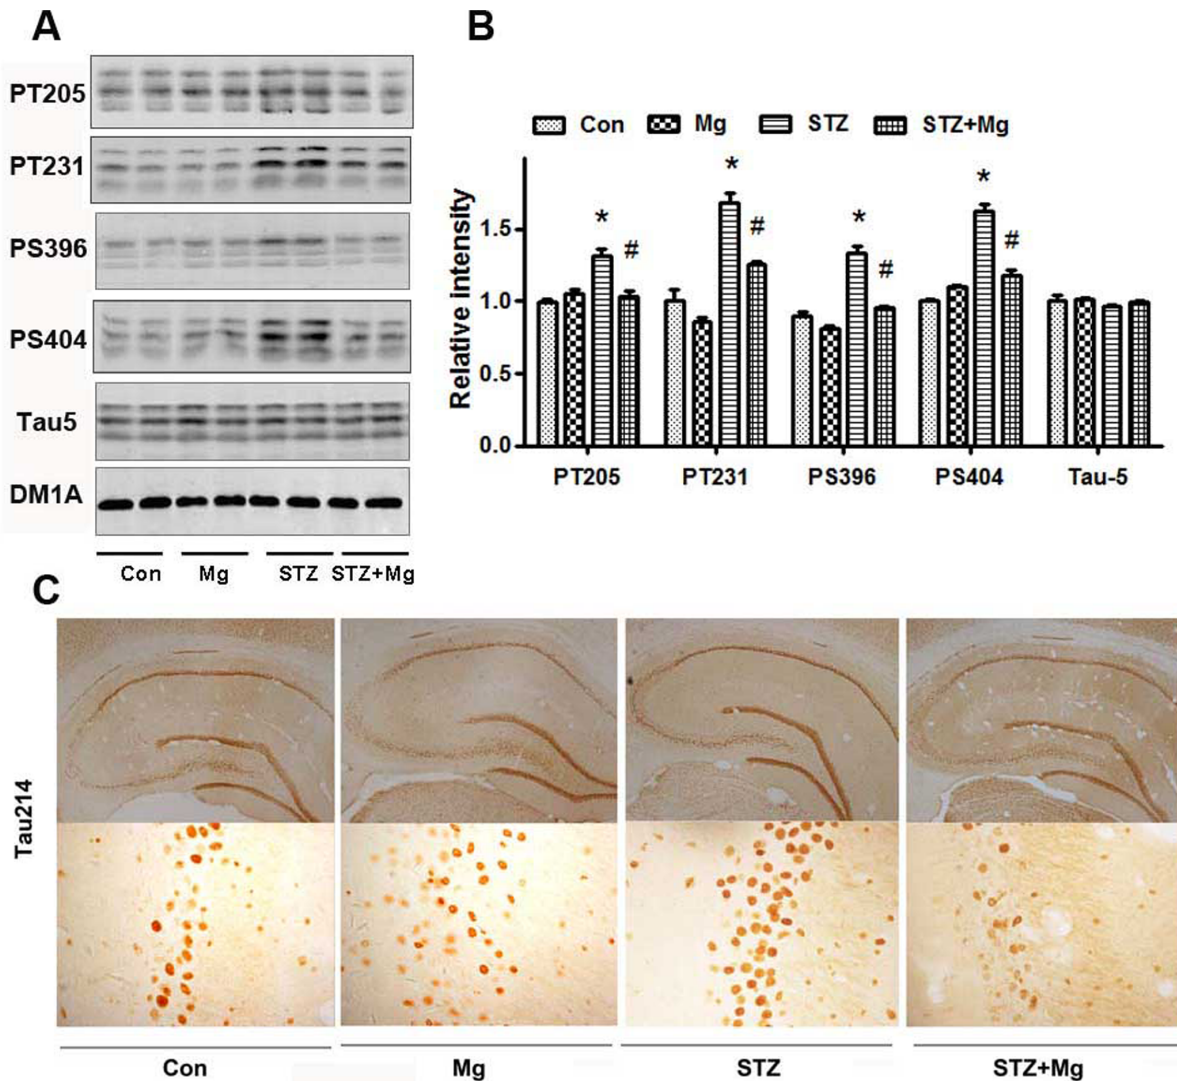 A
PT205
PT231
PS396
PS404
Tau5
DM1A
Con Mg STZ STZ+Mg
B
Con Mg STZ STZ+Mg
Relative intensity
1.5
1.0
0.5
0.0
* # * # * # * #
PT205 PT231 PS396 PS404 Tau-5
C
Tau214
Con Mg STZ STZ+Mg